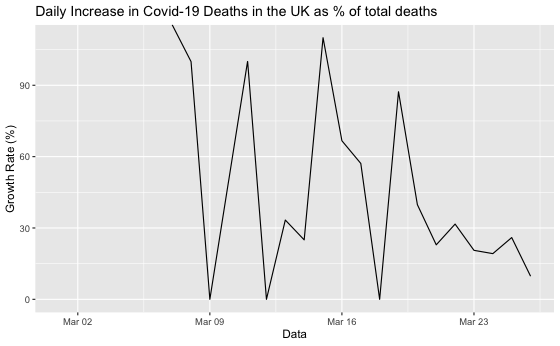 Daily Increase in Covid-19 Deaths in the UK as % of total deaths
Growth Rate (%)
90
60
30
0
Mar 02
Mar 09
Mar 16
Mar 23
Data